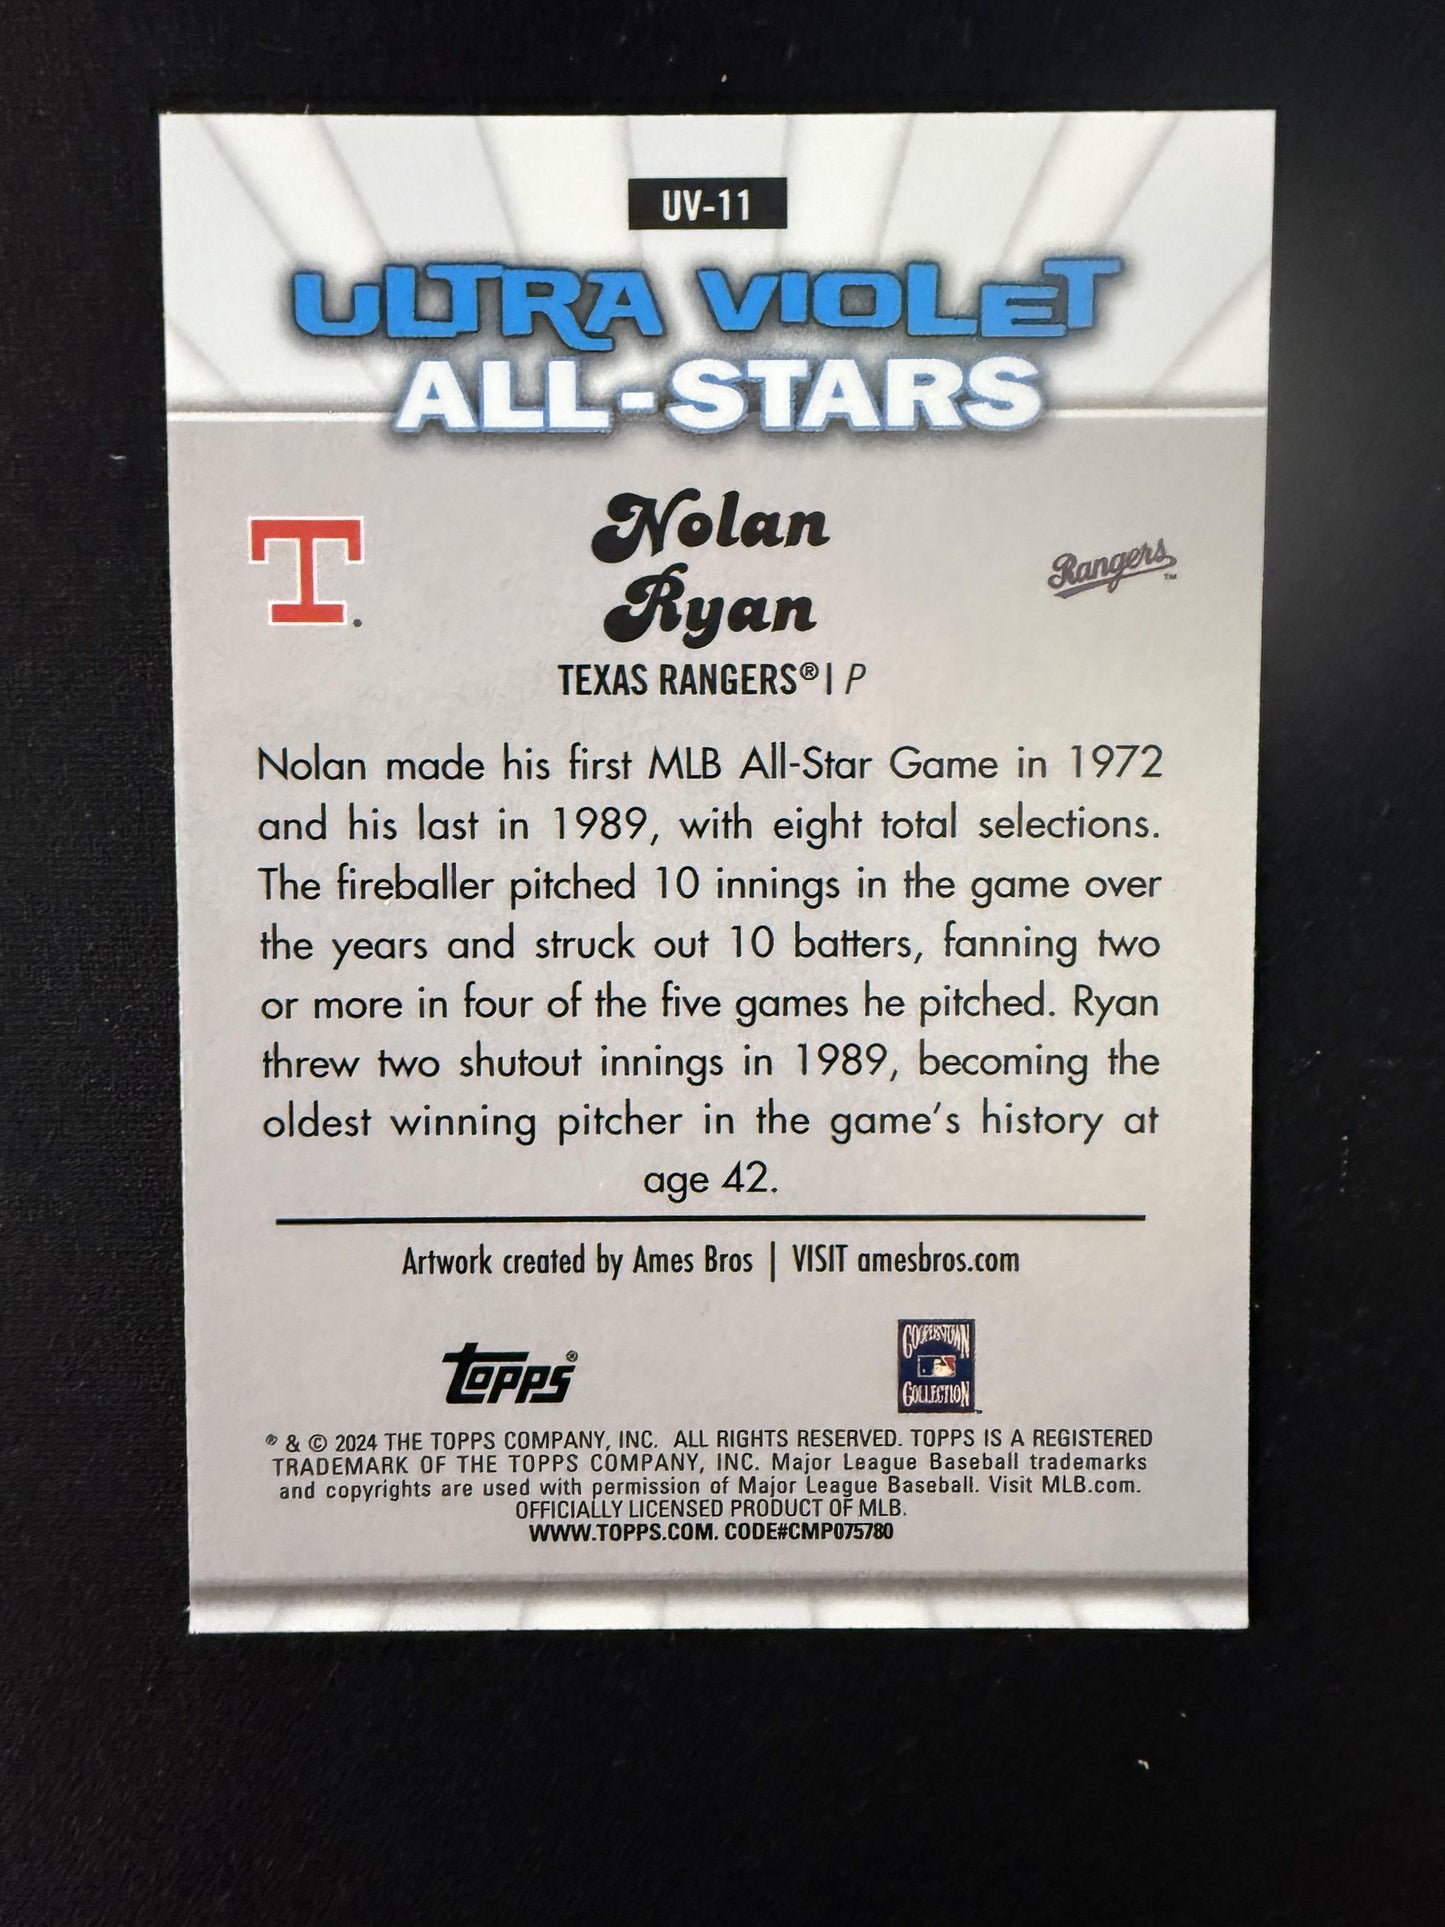 UV-11
ULTRA VIOLET
ALL-STARS
T
Nolan
Ryan
Rangers™
TEXAS RANGERS® | P
Nolan made his first MLB All-Star Game in 1972
and his last in 1989, with eight total selections.
The fireballer pitched 10 innings in the game over
the years and struck out 10 batters, fanning two
or more in four of the five games he pitched. Ryan
threw two shutout innings in 1989, becoming the
oldest winning pitcher in the game's history at
age 42.
Artwork created by Ames Bros | VISIT amesbros.com
TOPPS®
COOPERSTOWN
COLLECTION
® & © 2024 THE TOPPS COMPANY, INC. ALL RIGHTS RESERVED. TOPPS IS A REGISTERED
TRADEMARK OF THE TOPPS COMPANY, INC. Major League Baseball trademarks
and copyrights are used with permission of Major League Baseball. Visit MLB.com.
OFFICIALLY LICENSED PRODUCT OF MLB.
WWW.TOPPS.COM. CODE#CMP075780